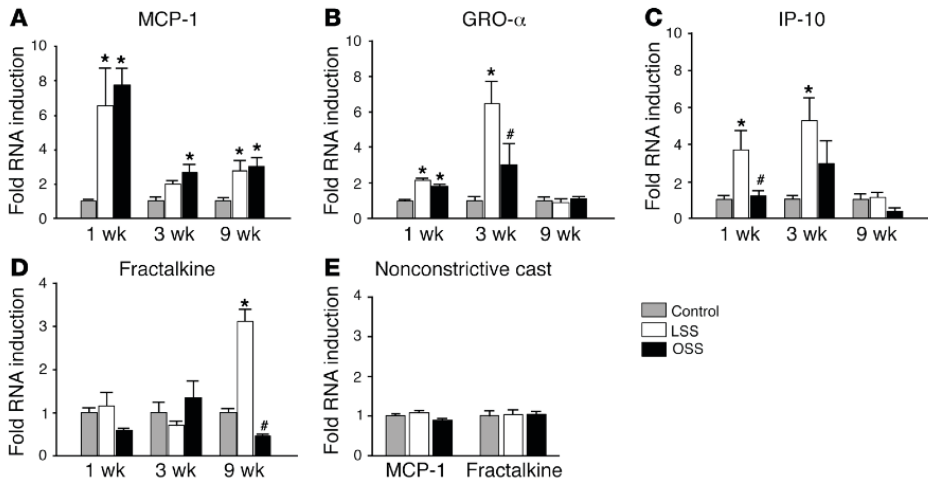 A MCP-1
Fold RNA induction
10
8
6
4
2
0
* * * * *
1 wk 3 wk 9 wk
B GRO-α
Fold RNA induction
10
8
6
4
2
0
* * * #
1 wk 3 wk 9 wk
C IP-10
Fold RNA induction
10
8
6
4
2
0
* # *
1 wk 3 wk 9 wk
D Fractalkine
Fold RNA induction
4
3
2
1
0
* #
1 wk 3 wk 9 wk
E Nonconstrictive cast
Fold RNA induction
4
3
2
1
0
MCP-1 Fractalkine
Control
LSS
OSS